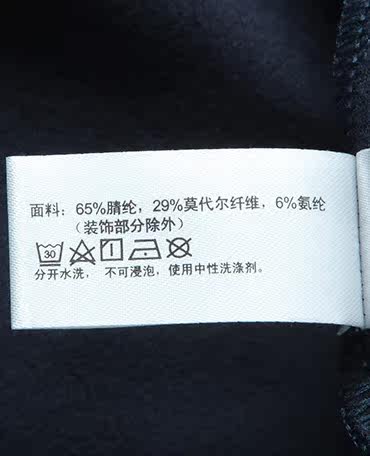 面料：65%腈纶，29%莫代尔纤维，6%氨纶
（装饰部分除外）
30
分开水洗，不可浸泡，使用中性洗涤剂。